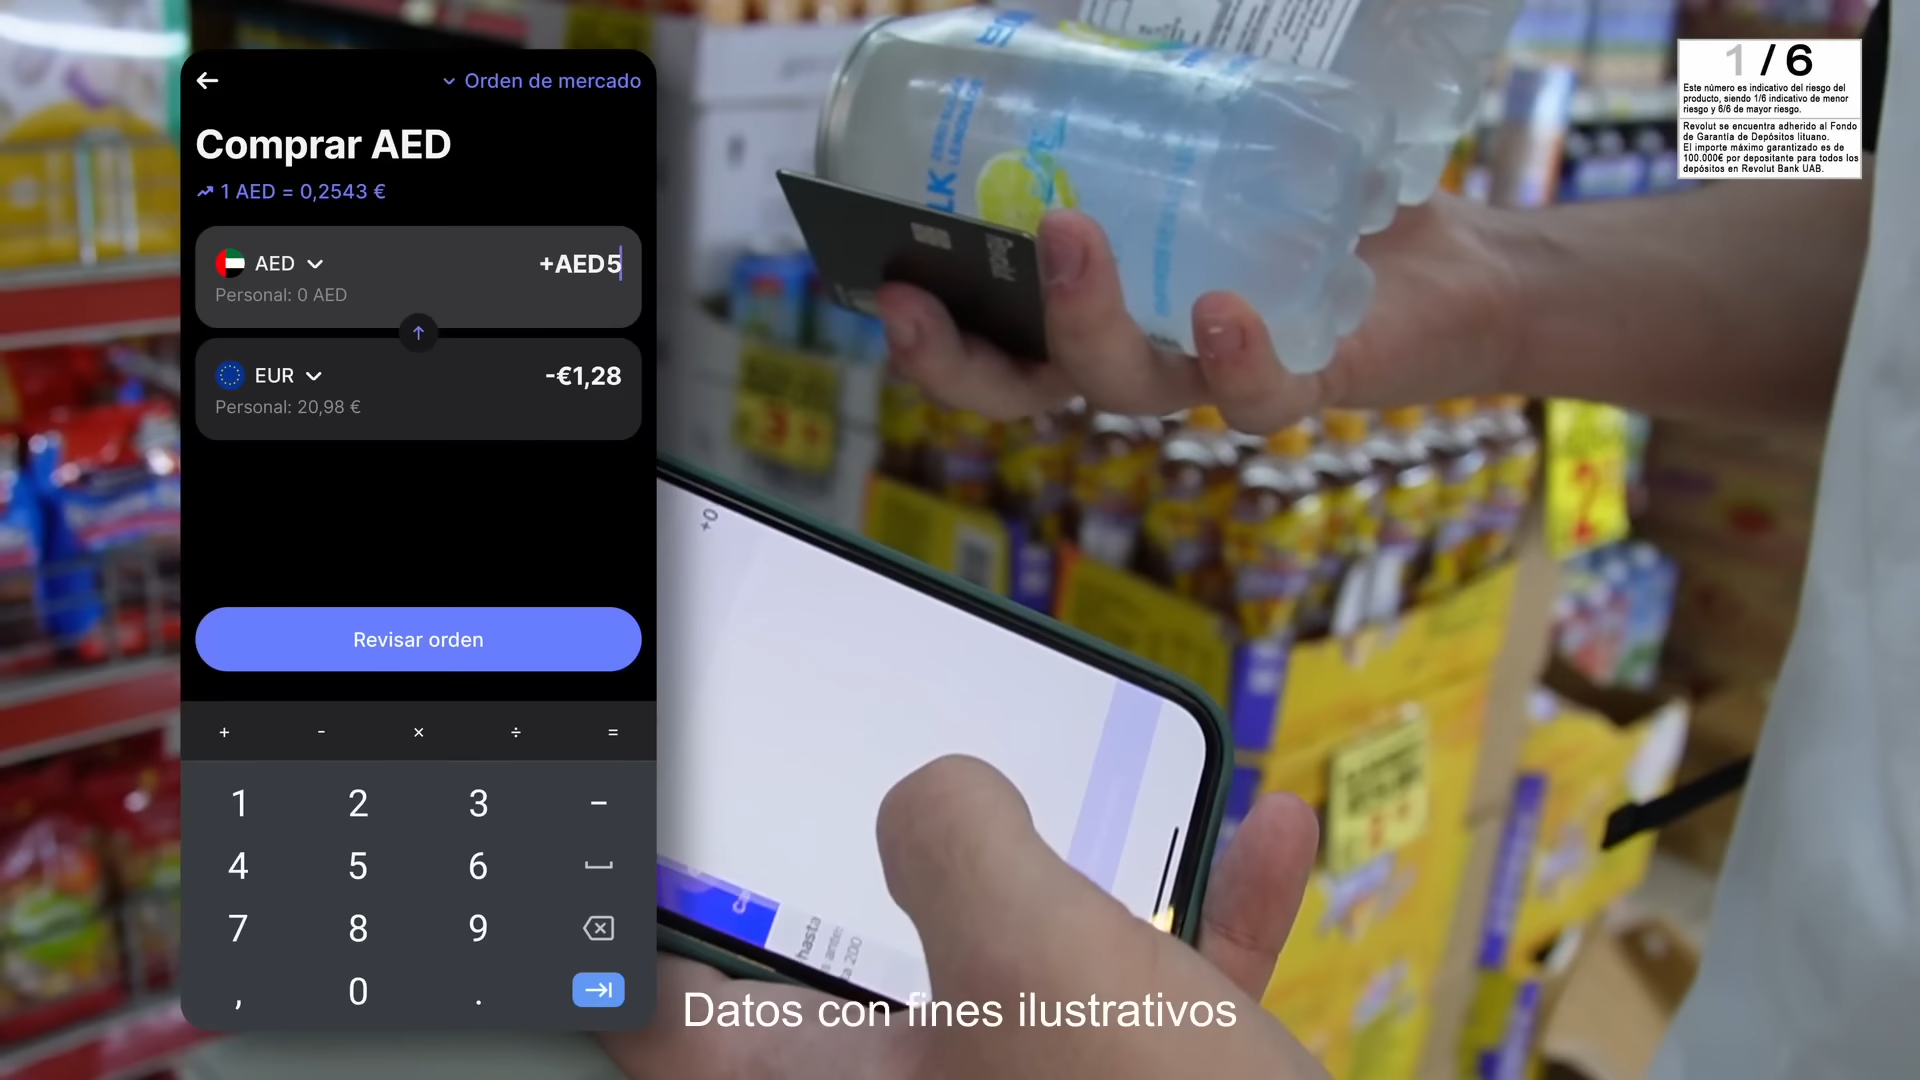 Orden de mercado
Comprar AED
1 AED = 0,2543 €
AED
+AED5
Personal: 0 AED
EUR
-€1,28
Personal: 20,98 €
Revisar orden
+ - × ÷ =
1 2 3 -
4 5 6
7 8 9
, 0 .
1 / 6
Este número es indicativo del riesgo del
producto, siendo 1/6 indicativo de menor
riesgo y 6/6 de mayor riesgo.
Revolut se encuentra adherido al Fondo
de Garantía de Depósitos lituano.
El importe máximo garantizado es de
100.000€ por depositante para todos los
depósitos en Revolut Bank UAB.
+0
hasta
Datos con fines ilustrativos